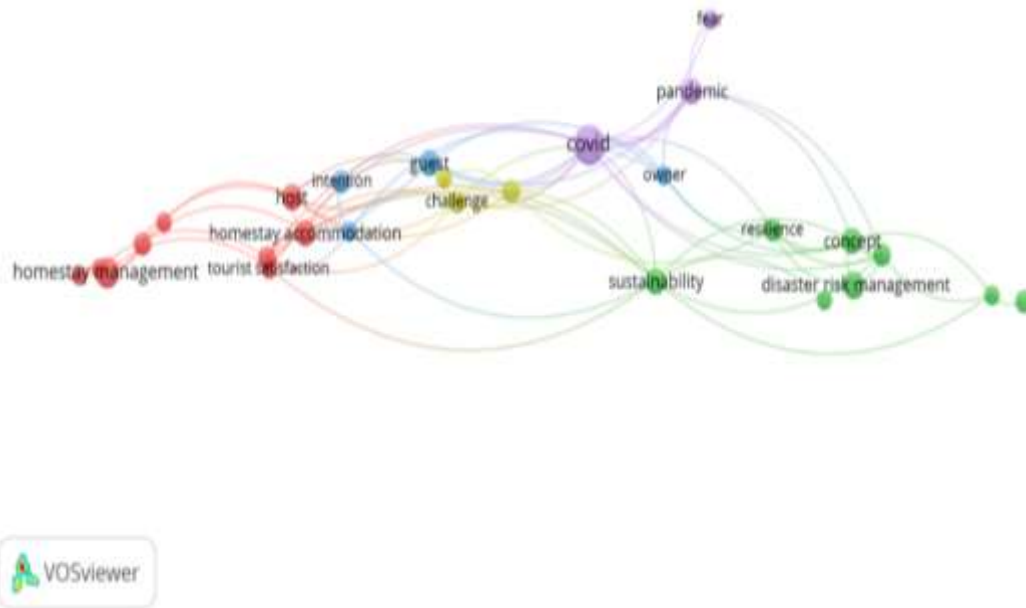 fear
pandemic
covid
guest
intention
owner
host
challenge
homestay accommodation
resilience
concept
homestay management
tourist satisfaction
sustainability
disaster risk management
VOSviewer